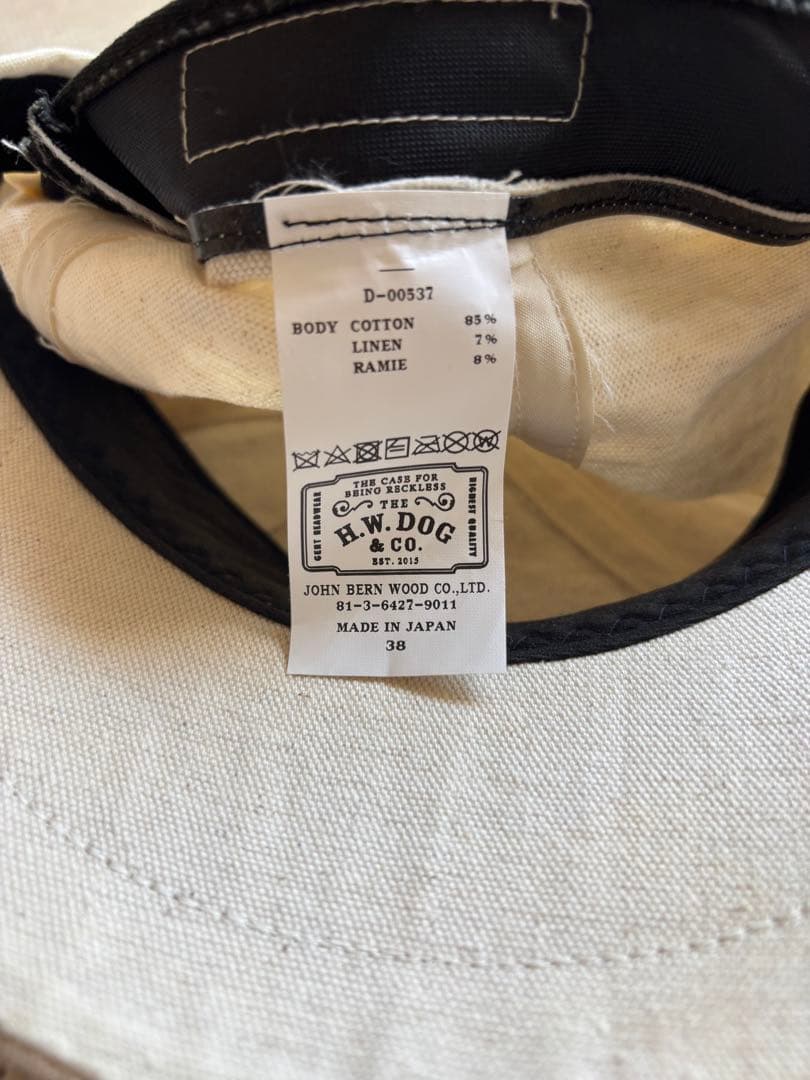 D-00537
BODY COTTON 85%
LINEN 7%
RAMIE 8%
THE CASE FOR
BEING RECKLESS
THE
H.W. DOG
& CO.
EST. 2015
GENT HEADWEAR
HIGHEST QUALITY
JOHN BERN WOOD CO.,LTD.
81-3-6427-9011
MADE IN JAPAN
38